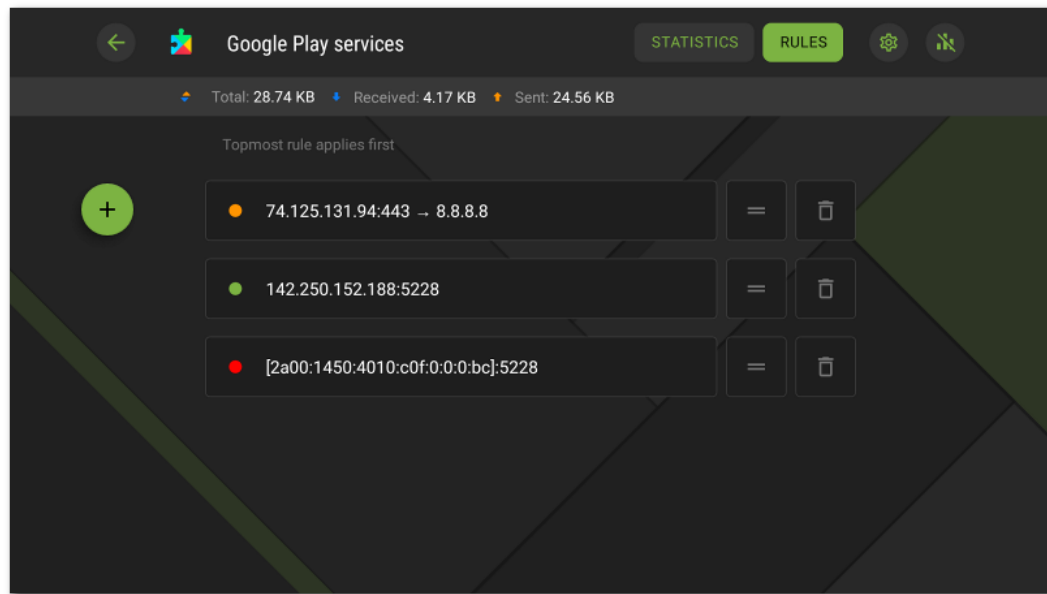 Google Play services STATISTICS RULES
Total: 28.74 KB Received: 4.17 KB Sent: 24.56 KB
Topmost rule applies first
74.125.131.94:443 → 8.8.8.8
142.250.152.188:5228
[2a00:1450:4010:c0f:0:0:0:bc]:5228